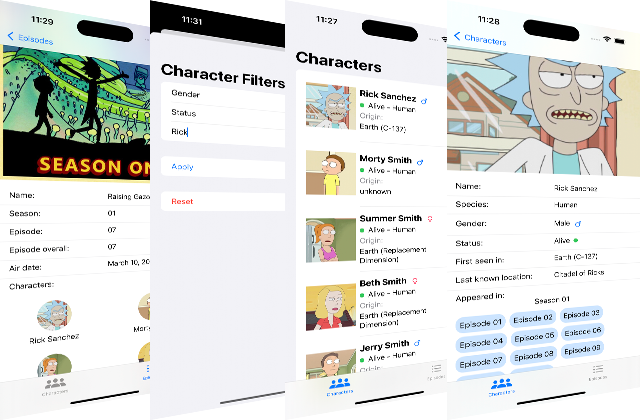 11:29
Episodes
SEASON ON
Name:
Raising Gazo
Season:
01
Episode:
07
Episode overall:
07
Air date:
March 10, 20
Characters:
Rick Sanchez
Characters
11:31
Character Filters
Gender
Status
Rick
Apply
Reset
11:27
Characters
Rick Sanchez
Alive - Human
Origin:
Earth (C-137)
Morty Smith
Alive - Human
Origin:
unknown
Summer Smith
Alive - Human
Origin:
Earth (Replacement
Dimension)
Beth Smith
Alive - Human
Origin:
Earth (Replacement
Dimension)
Jerry Smith
Alive - Human
Characters
Episodes
11:28
Characters
Name:
Rick Sanchez
Species:
Human
Gender:
Male
Status:
Alive
First seen in:
Earth (C-137)
Last known location:
Citadel of Ricks
Appeared in:
Season 01
Episode 01
Episode 02
Episode 03
Episode 04
Episode 05
Episode 06
Episode 07
Episode 08
Episode 09
Characters
Episodes